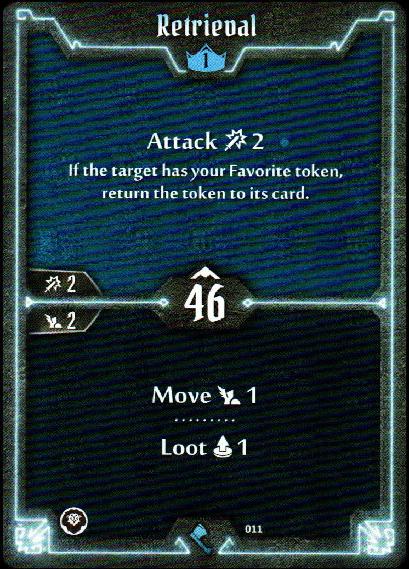 Retrieval
1
Attack 2
If the target has your Favorite token,
return the token to its card.
2
46
2
Move 1
Loot 1
011